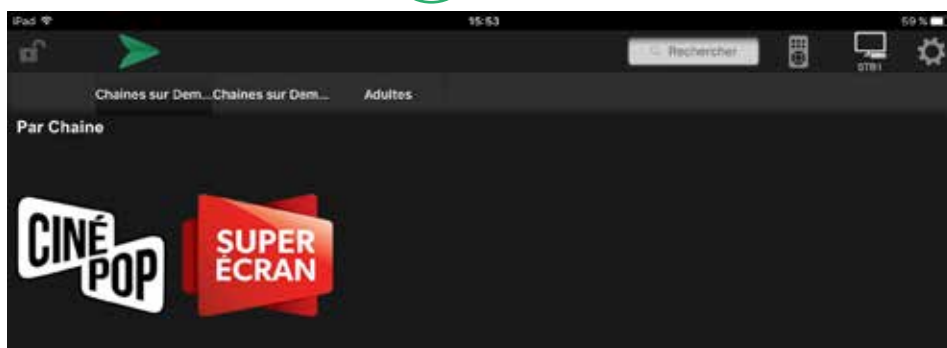 iPad 15:53 59 %
Rechercher
STB1
Chaines sur Dem... Chaines sur Dem... Adultes
Par Chaine
CINÉ
POP
SUPER
ÉCRAN